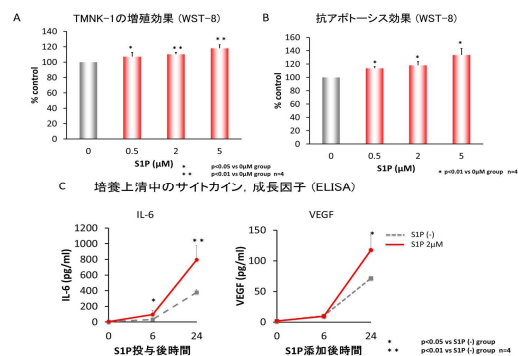 A
TMNK-1の増殖効果 (WST-8)
% control
140
120
100
80
60
40
20
0
*
* *
* *
0
0.5
2
5
S1P (μM)
* p<0.05 vs 0μM group
* * p<0.01 vs 0μM group n=4
B
抗アポトーシス効果 (WST-8)
% control
160
140
120
100
80
60
40
20
0
*
*
*
0
0.5
2
5
S1P (μM)
* p<0.01 vs 0μM group n=4
C 培養上清中のサイトカイン, 成長因子 (ELISA)
IL-6
IL-6 (pg/ml)
1200
1000
800
600
400
200
0
*
* *
0
6
24
S1P投与後時間
VEGF
VEGF (pg/ml)
150
100
50
0
*
0
6
24
S1P添加後時間
S1P (-)
S1P 2μM
* p<0.05 vs S1P (-) group
* * p<0.01 vs S1P (-) group n=4